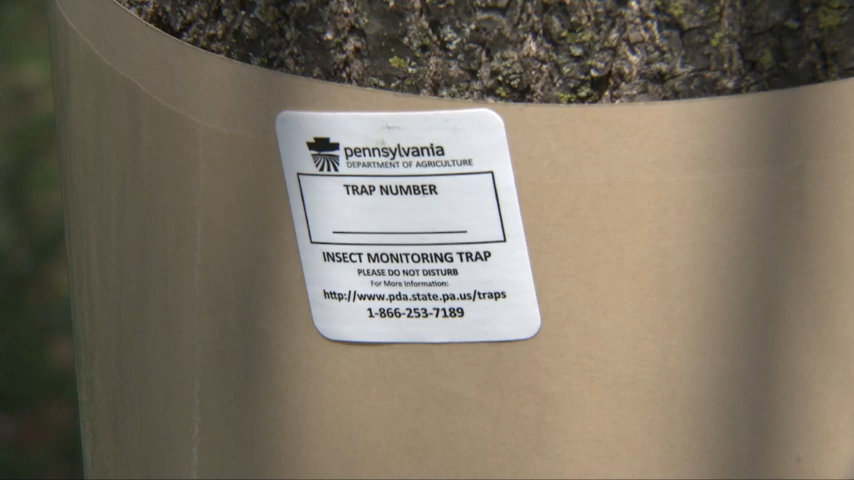 pennsylvania
DEPARTMENT OF AGRICULTURE
TRAP NUMBER
INSECT MONITORING TRAP
PLEASE DO NOT DISTURB
For More Information:
http://www.pda.state.pa.us/traps
1-866-253-7189